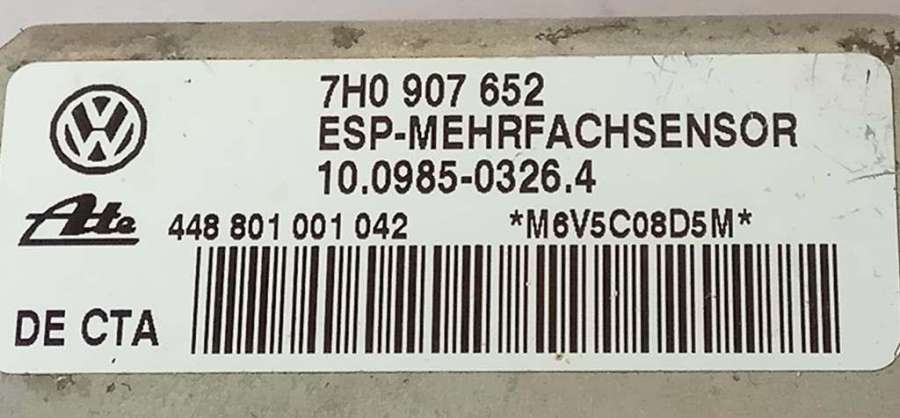 7H0 907 652
ESP-MEHRFACHSENSOR
10.0985-0326.4
Ate
448 801 001 042 *M6V5C08D5M*
DE CTA